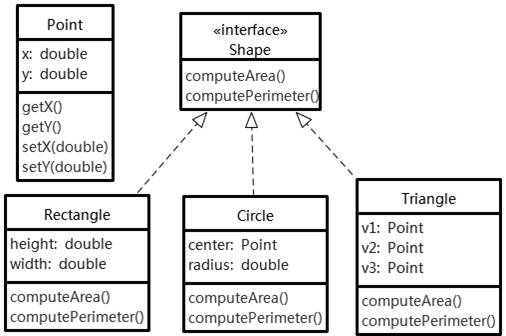 Point
x: double
y: double
getX()
getY()
setX(double)
setY(double)
«interface»
Shape
computeArea()
computePerimeter()
Rectangle
height: double
width: double
computeArea()
computePerimeter()
Circle
center: Point
radius: double
computeArea()
computePerimeter()
Triangle
v1: Point
v2: Point
v3: Point
computeArea()
computePerimeter()